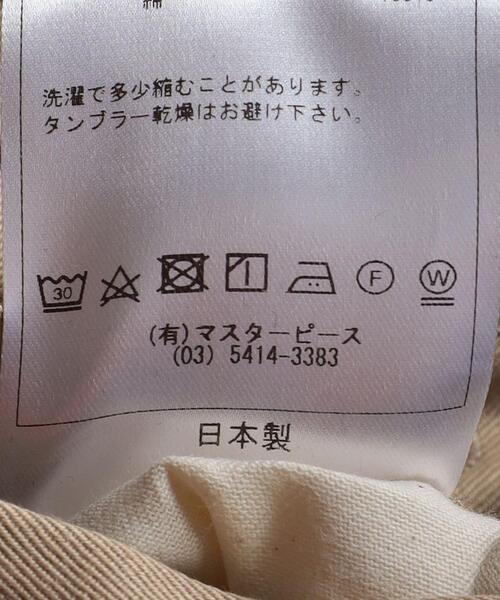 綿
洗濯で多少縮むことがあります。
タンブラー乾燥はお避け下さい。
30 F W
(有)マスターピース
(03) 5414-3383
日本製